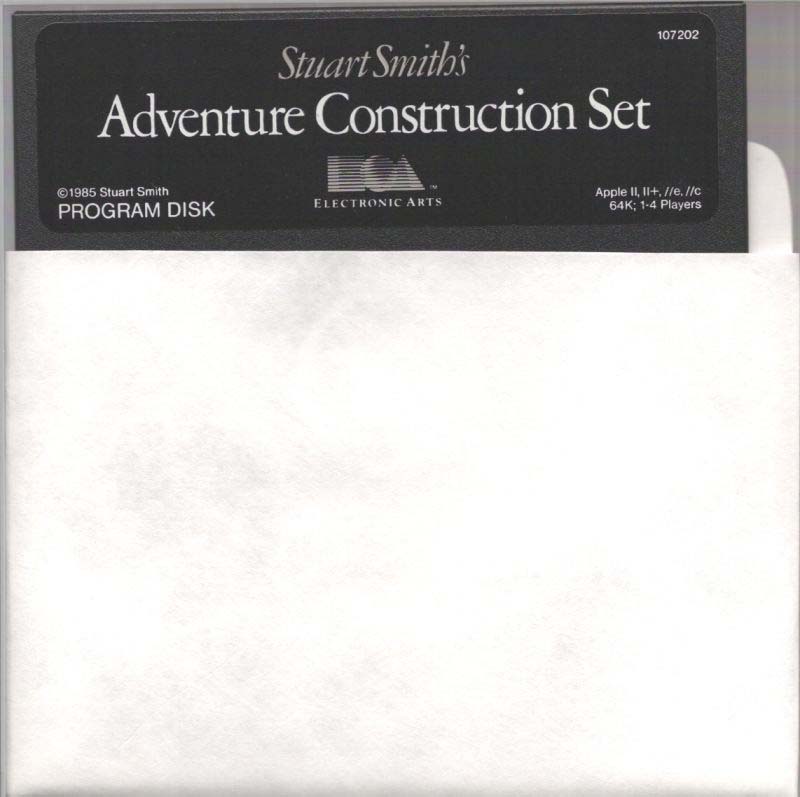 107202
Stuart Smith's
Adventure Construction Set
™
ELECTRONIC ARTS
©1985 Stuart Smith
PROGRAM DISK
Apple II, II+, //e, //c
64K; 1-4 Players